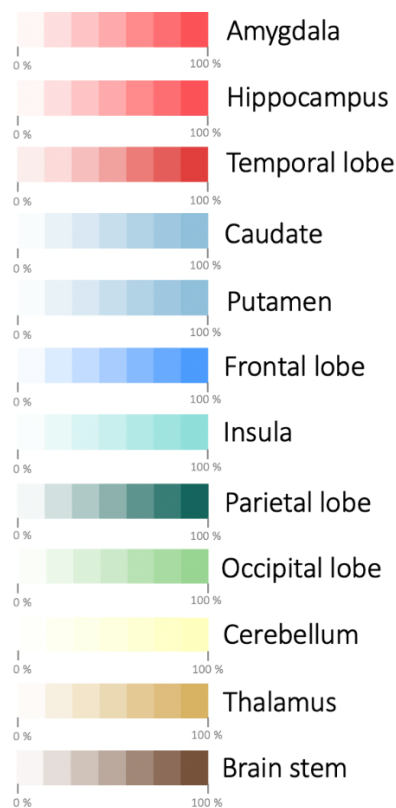 Amygdala
0 % 100 %
Hippocampus
0 % 100 %
Temporal lobe
0 % 100 %
Caudate
0 % 100 %
Putamen
0 % 100 %
Frontal lobe
0 % 100 %
Insula
0 % 100 %
Parietal lobe
0 % 100 %
Occipital lobe
0 % 100 %
Cerebellum
0 % 100 %
Thalamus
0 % 100 %
Brain stem
0 % 100 %